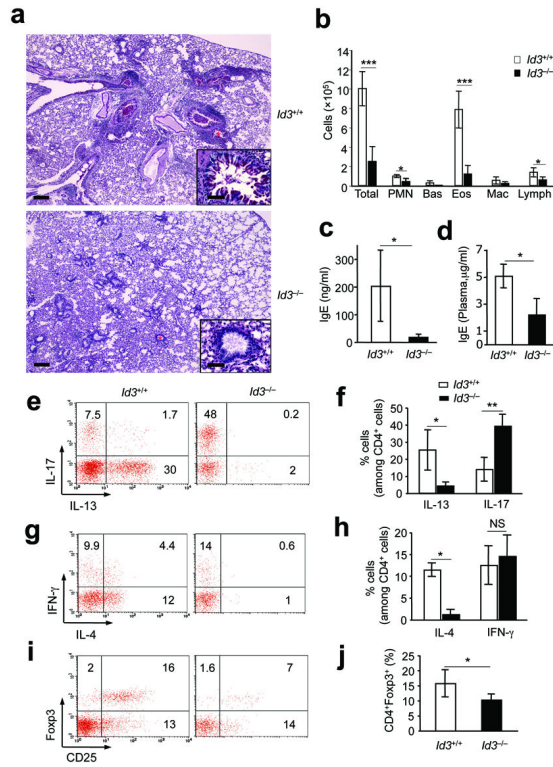 a
Id3+/+
Id3–/–
b
Id3+/+
Id3–/–
Cells (×10⁵)
12
10
8
6
4
2
0
***
*
***
*
Total PMN Bas Eos Mac Lymph
c
IgE (ng/ml)
300
200
100
0
*
Id3+/+ Id3–/–
d
IgE (Plasma,μg/ml)
*
Id3+/+ Id3–/–
e
Id3+/+ Id3–/–
7.5 1.7 48 0.2
30 2
IL-17
IL-13
f
Id3+/+
Id3–/–
% cells
(among CD4⁺ cells)
50
40
30
20
10
0
*
**
IL-13 IL-17
g
9.9 4.4 14 0.6
12 1
IFN-γ
IL-4
h
% cells
(among CD4⁺ cells)
20
15
10
5
0
*
NS
IL-4 IFN-γ
i
2 16 1.6 7
13 14
Foxp3
CD25
j
CD4⁺Foxp3⁺ (%)
25
20
15
10
5
0
*
Id3+/+ Id3–/–